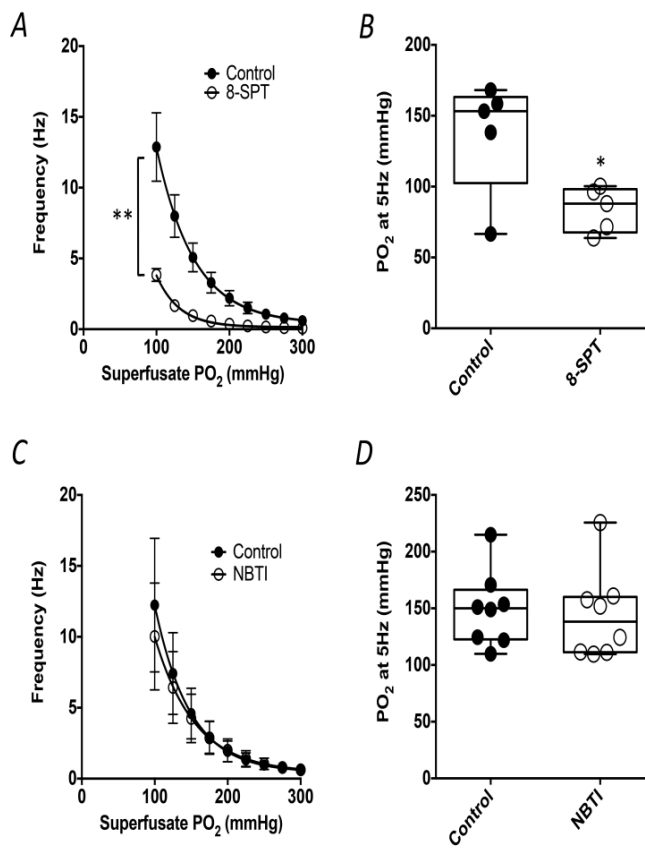 A
B
20
15
10
5
0
Frequency (Hz)
Control
8-SPT
**
0
100
200
300
Superfusate PO2 (mmHg)
200
150
100
50
0
PO2 at 5Hz (mmHg)
*
Control
8-SPT
C
D
20
15
10
5
0
Frequency (Hz)
Control
NBTI
0
100
200
300
Superfusate PO2 (mmHg)
250
200
150
100
50
0
PO2 at 5Hz (mmHg)
Control
NBTI